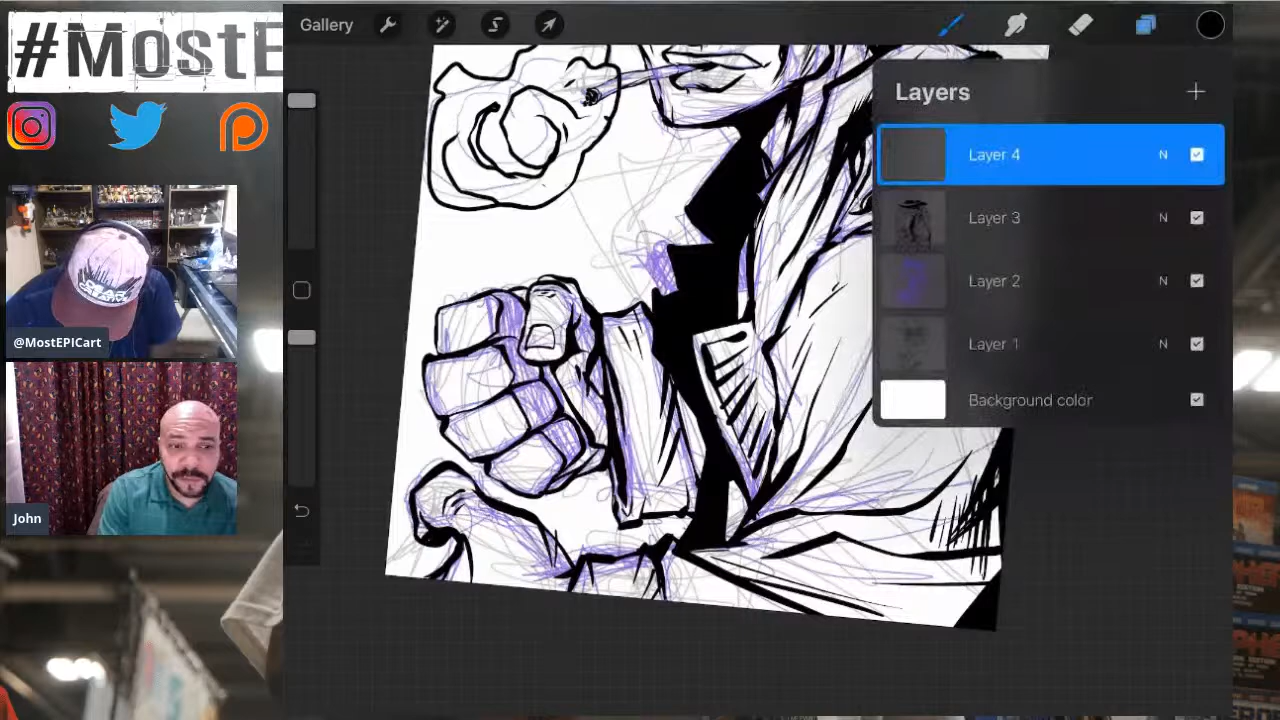 #MostE
Gallery
Layers
Layer 4
N
Layer 3
N
Layer 2
N
Layer 1
N
Background color
@MostEPICart
John